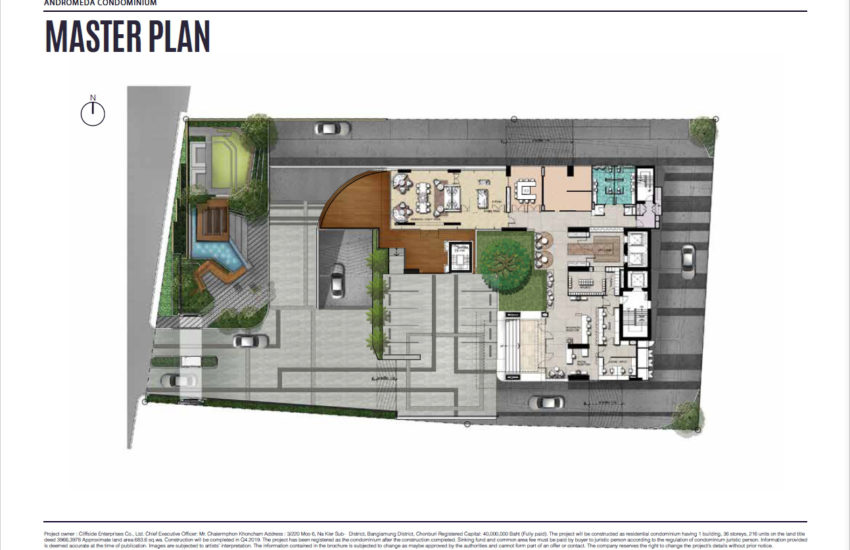 ANDROMEDA CONDOMINIUM
MASTER PLAN
N
Project owner : Cliffside Enterprises Co., Ltd. Chief Executive Officer: Mr. Chalermphon Khoncham Address : 3/220 Moo 6, Na Kler Sub- District, Banglamung District, Chonburi Registered Capital: 40,000,000 Baht (Fully paid). The project will be constructed as residential condominium having 1 building, 36 storeys, 216 units on the land title
deed 3966,3976 Approximate land area 683.6 sq.wa. Construction will be completed in Q4 2019. The project has been registered as the condominium after the construction completed. Sinking fund and common area fee must be paid by buyer to juristic person according to the regulation of condominium juristic person. Information provided
is deemed accurate at the time of publication. Images are subjected to artists' interpretation. The information contained in the brochure is subjected to change as maybe approved by the authorities and cannot form part of an offer or contact. The company reserves the right to change the project's details without prior notice.